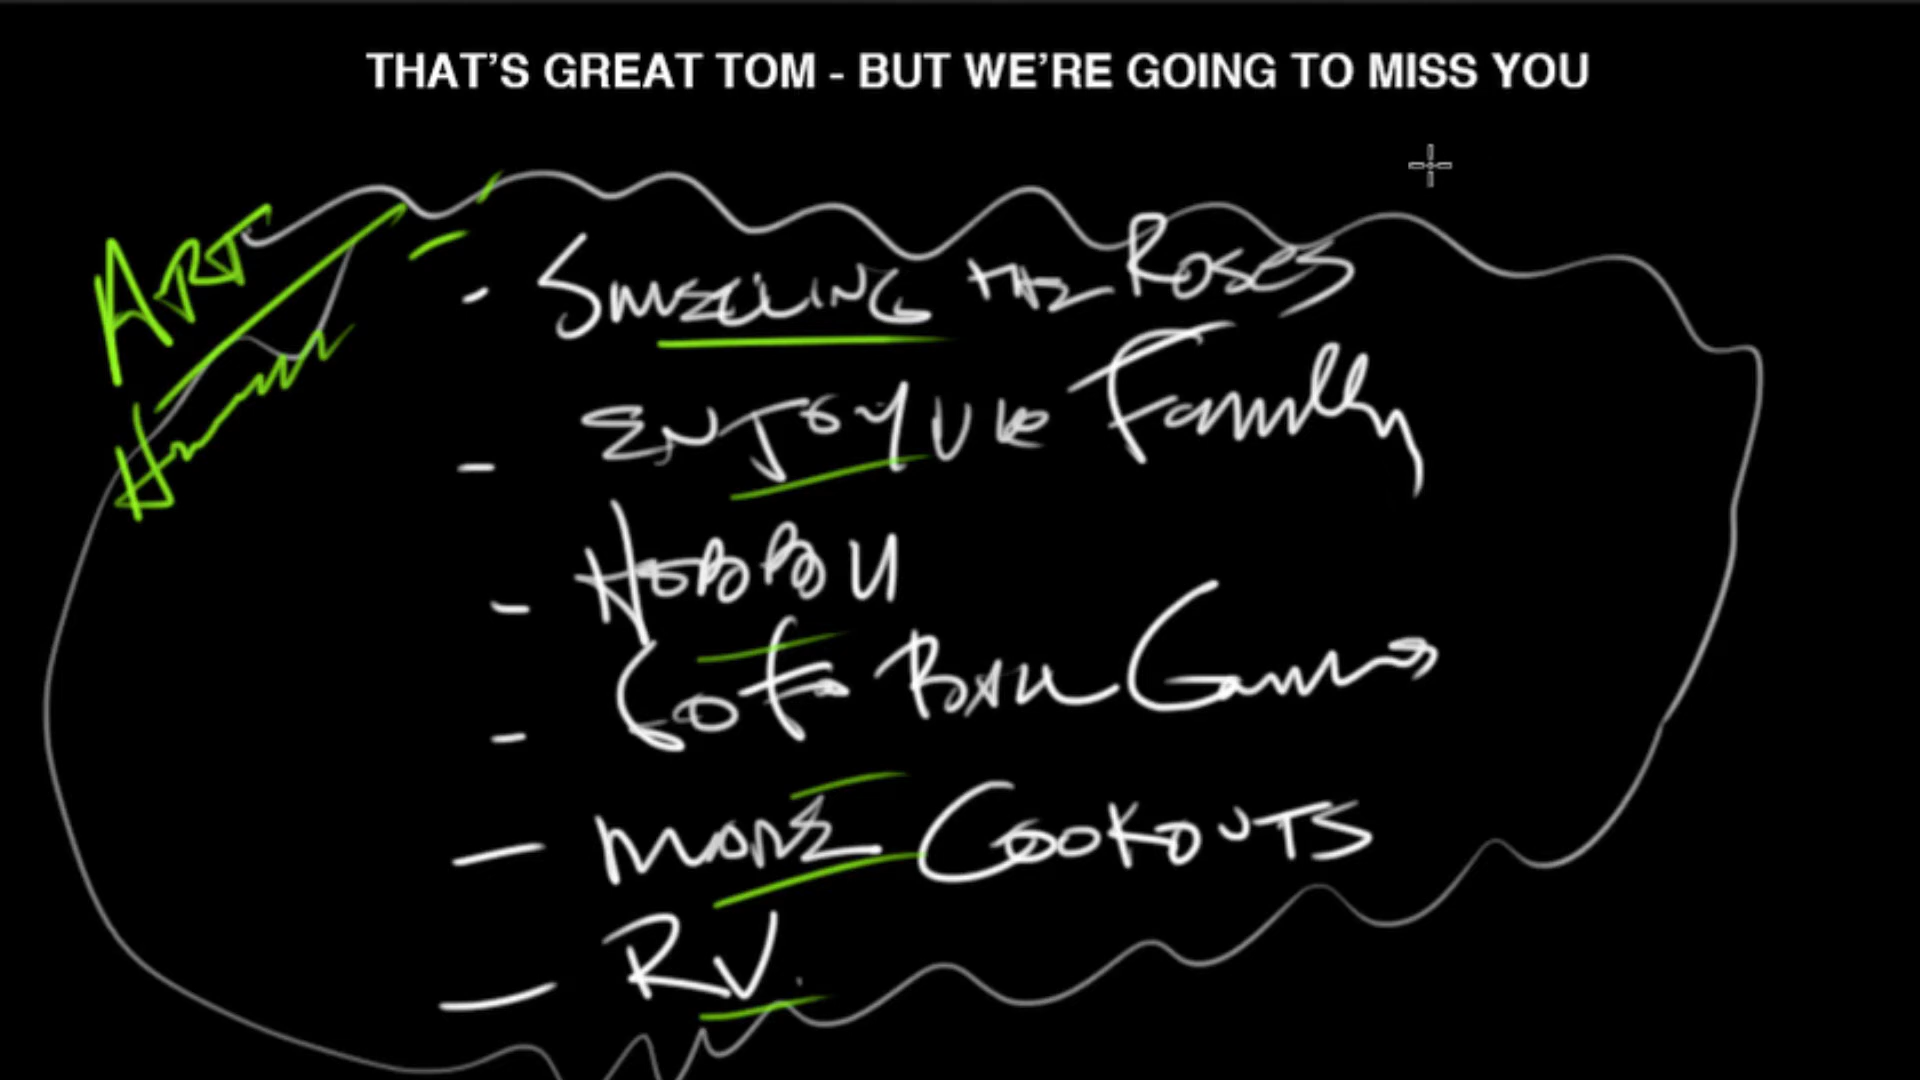 THAT'S GREAT TOM - BUT WE'RE GOING TO MISS YOU
ART
- SMELLING THE ROSES
- ENJOY Family
- HOBBY
- Go To BALL Games
- MORE COOKOUTS
- RV